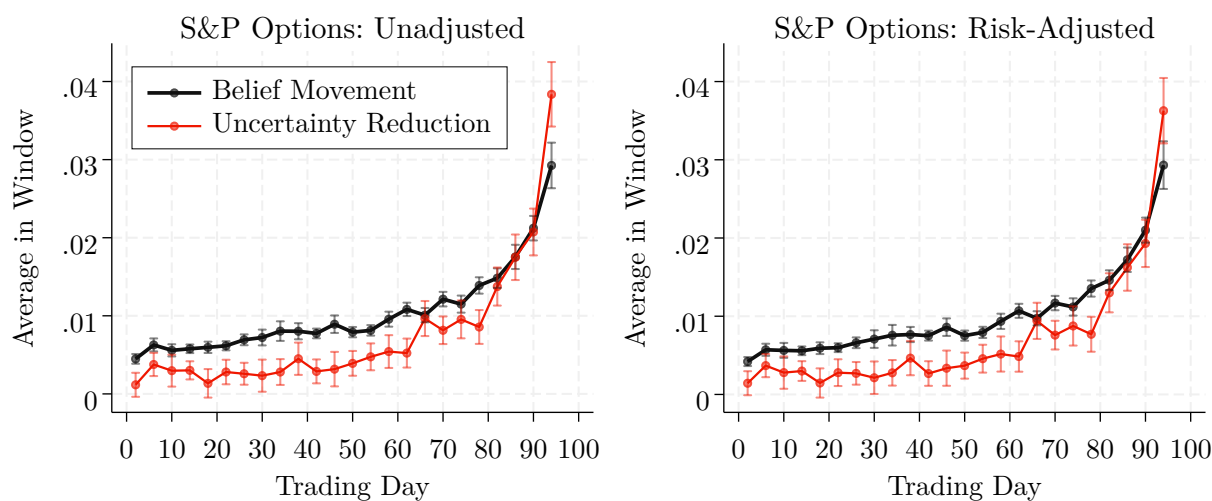 S&P Options: Unadjusted
Average in Window
.04
.03
.02
.01
0
Belief Movement
Uncertainty Reduction
0 10 20 30 40 50 60 70 80 90 100
Trading Day
S&P Options: Risk-Adjusted
Average in Window
.04
.03
.02
.01
0
0 10 20 30 40 50 60 70 80 90 100
Trading Day